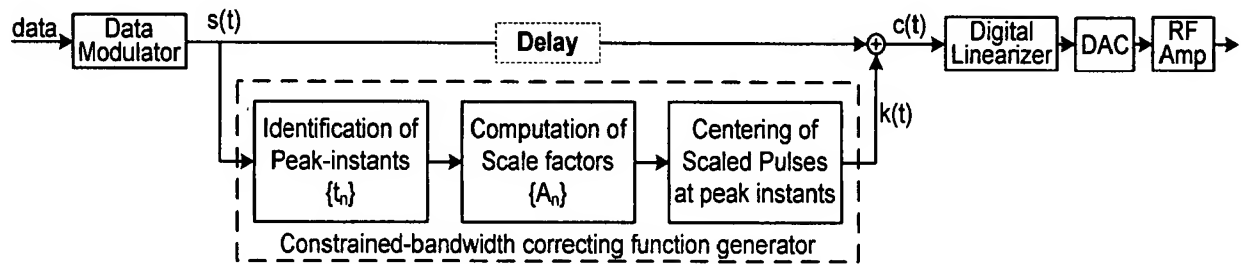 data
Data
Modulator
s(t)
Delay
c(t)
Digital
Linearizer
DAC
RF
Amp
k(t)
Identification of
Peak-instants
{tₙ}
Computation of
Scale factors
{Aₙ}
Centering of
Scaled Pulses
at peak instants
Constrained-bandwidth correcting function generator